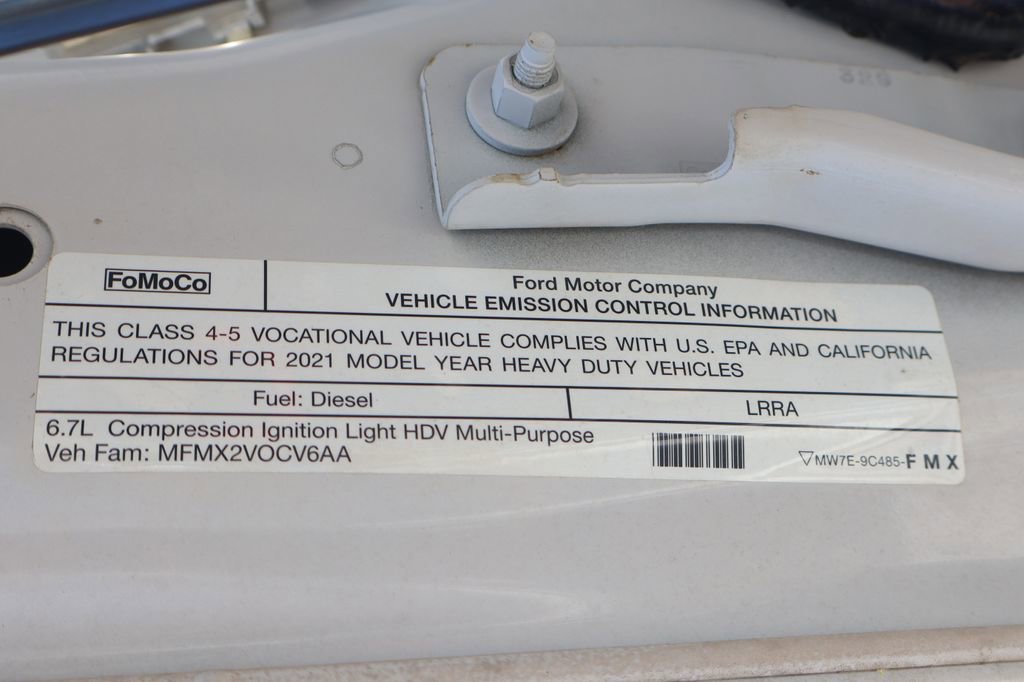 326
FoMoCo
Ford Motor Company
VEHICLE EMISSION CONTROL INFORMATION
THIS CLASS 4-5 VOCATIONAL VEHICLE COMPLIES WITH U.S. EPA AND CALIFORNIA
REGULATIONS FOR 2021 MODEL YEAR HEAVY DUTY VEHICLES
Fuel: Diesel
LRRA
6.7L Compression Ignition Light HDV Multi-Purpose
Veh Fam: MFMX2VOCV6AA
▽MW7E-9C485-FMX